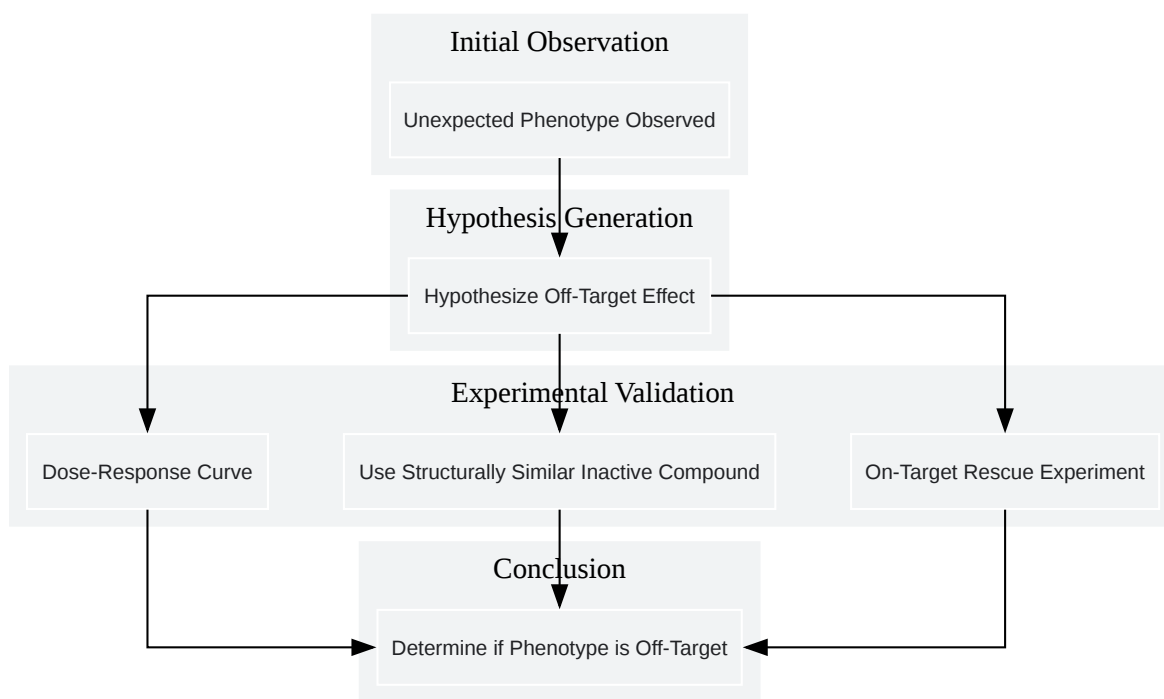 Initial Observation
Unexpected Phenotype Observed
Hypothesis Generation
Hypothesize Off-Target Effect
Experimental Validation
Dose-Response Curve
Use Structurally Similar Inactive Compound
On-Target Rescue Experiment
Conclusion
Determine if Phenotype is Off-Target